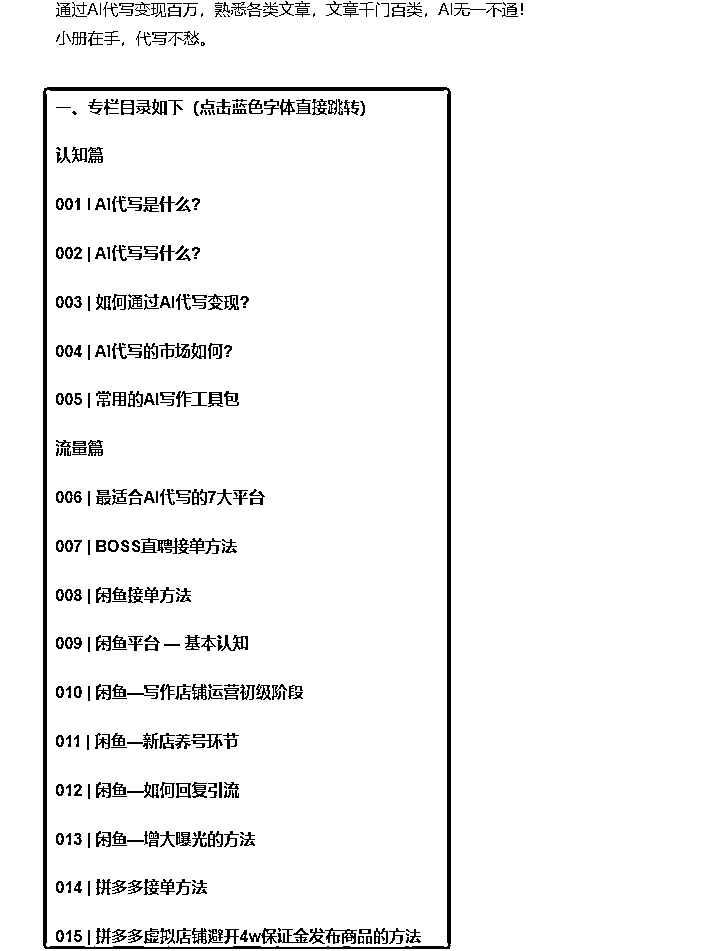 通过AI代写变现百万，熟悉各类文章，文章千门百类，AI无一不通！
小册在手，代写不愁。
一、专栏目录如下（点击蓝色字体直接跳转）
认知篇
001 | AI代写是什么?
002 | AI代写写什么?
003 | 如何通过AI代写变现?
004 | AI代写的市场如何?
005 | 常用的AI写作工具包
流量篇
006 | 最适合AI代写的7大平台
007 | BOSS直聘接单方法
008 | 闲鱼接单方法
009 | 闲鱼平台 — 基本认知
010 | 闲鱼—写作店铺运营初级阶段
011 | 闲鱼—新店养号环节
012 | 闲鱼—如何回复引流
013 | 闲鱼—增大曝光的方法
014 | 拼多多接单方法
015 | 拼多多虚拟店铺避开4w保证金发布商品的方法